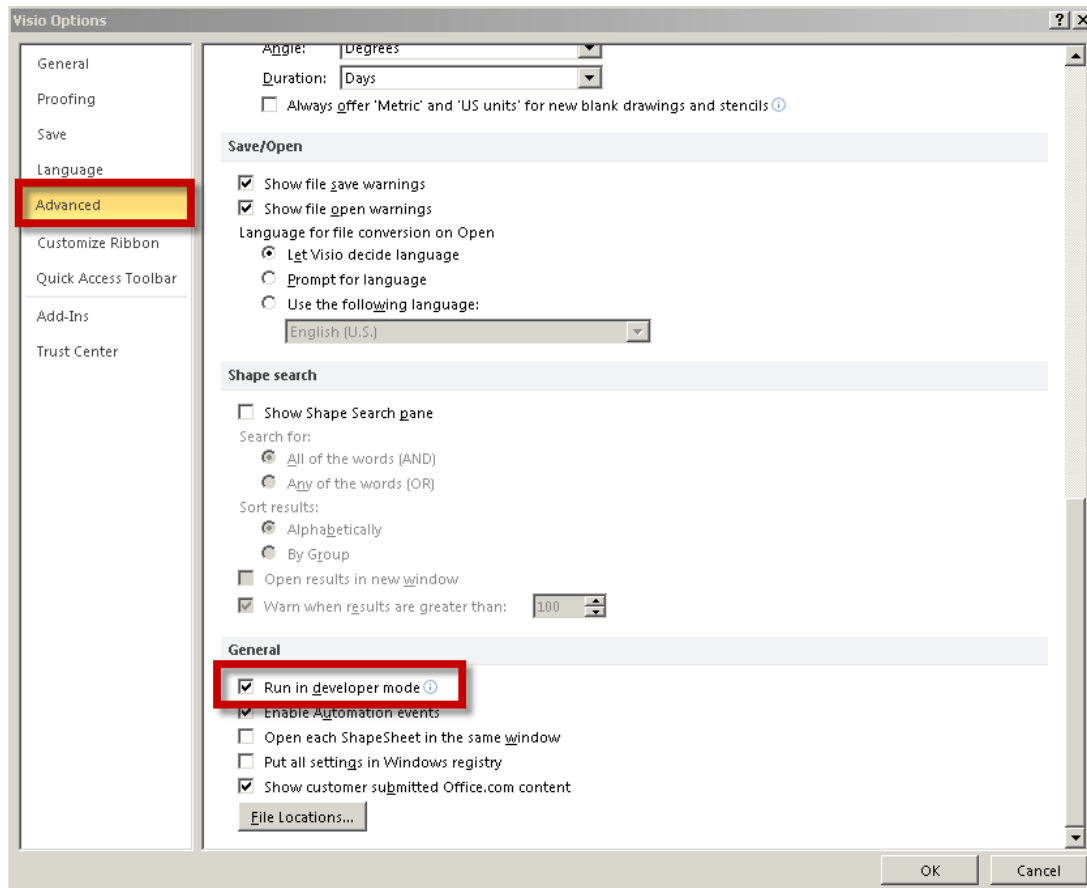 Visio Options
General
Proofing
Save
Language
Advanced
Customize Ribbon
Quick Access Toolbar
Add-Ins
Trust Center
Angle: Degrees
Duration: Days
Always offer 'Metric' and 'US units' for new blank drawings and stencils
Save/Open
Show file save warnings
Show file open warnings
Language for file conversion on Open
Let Visio decide language
Prompt for language
Use the following language:
English (U.S.)
Shape search
Show Shape Search pane
Search for:
All of the words (AND)
Any of the words (OR)
Sort results:
Alphabetically
By Group
Open results in new window
Warn when results are greater than: 100
General
Run in developer mode
Enable Automation events
Open each ShapeSheet in the same window
Put all settings in Windows registry
Show customer submitted Office.com content
File Locations...
OK Cancel